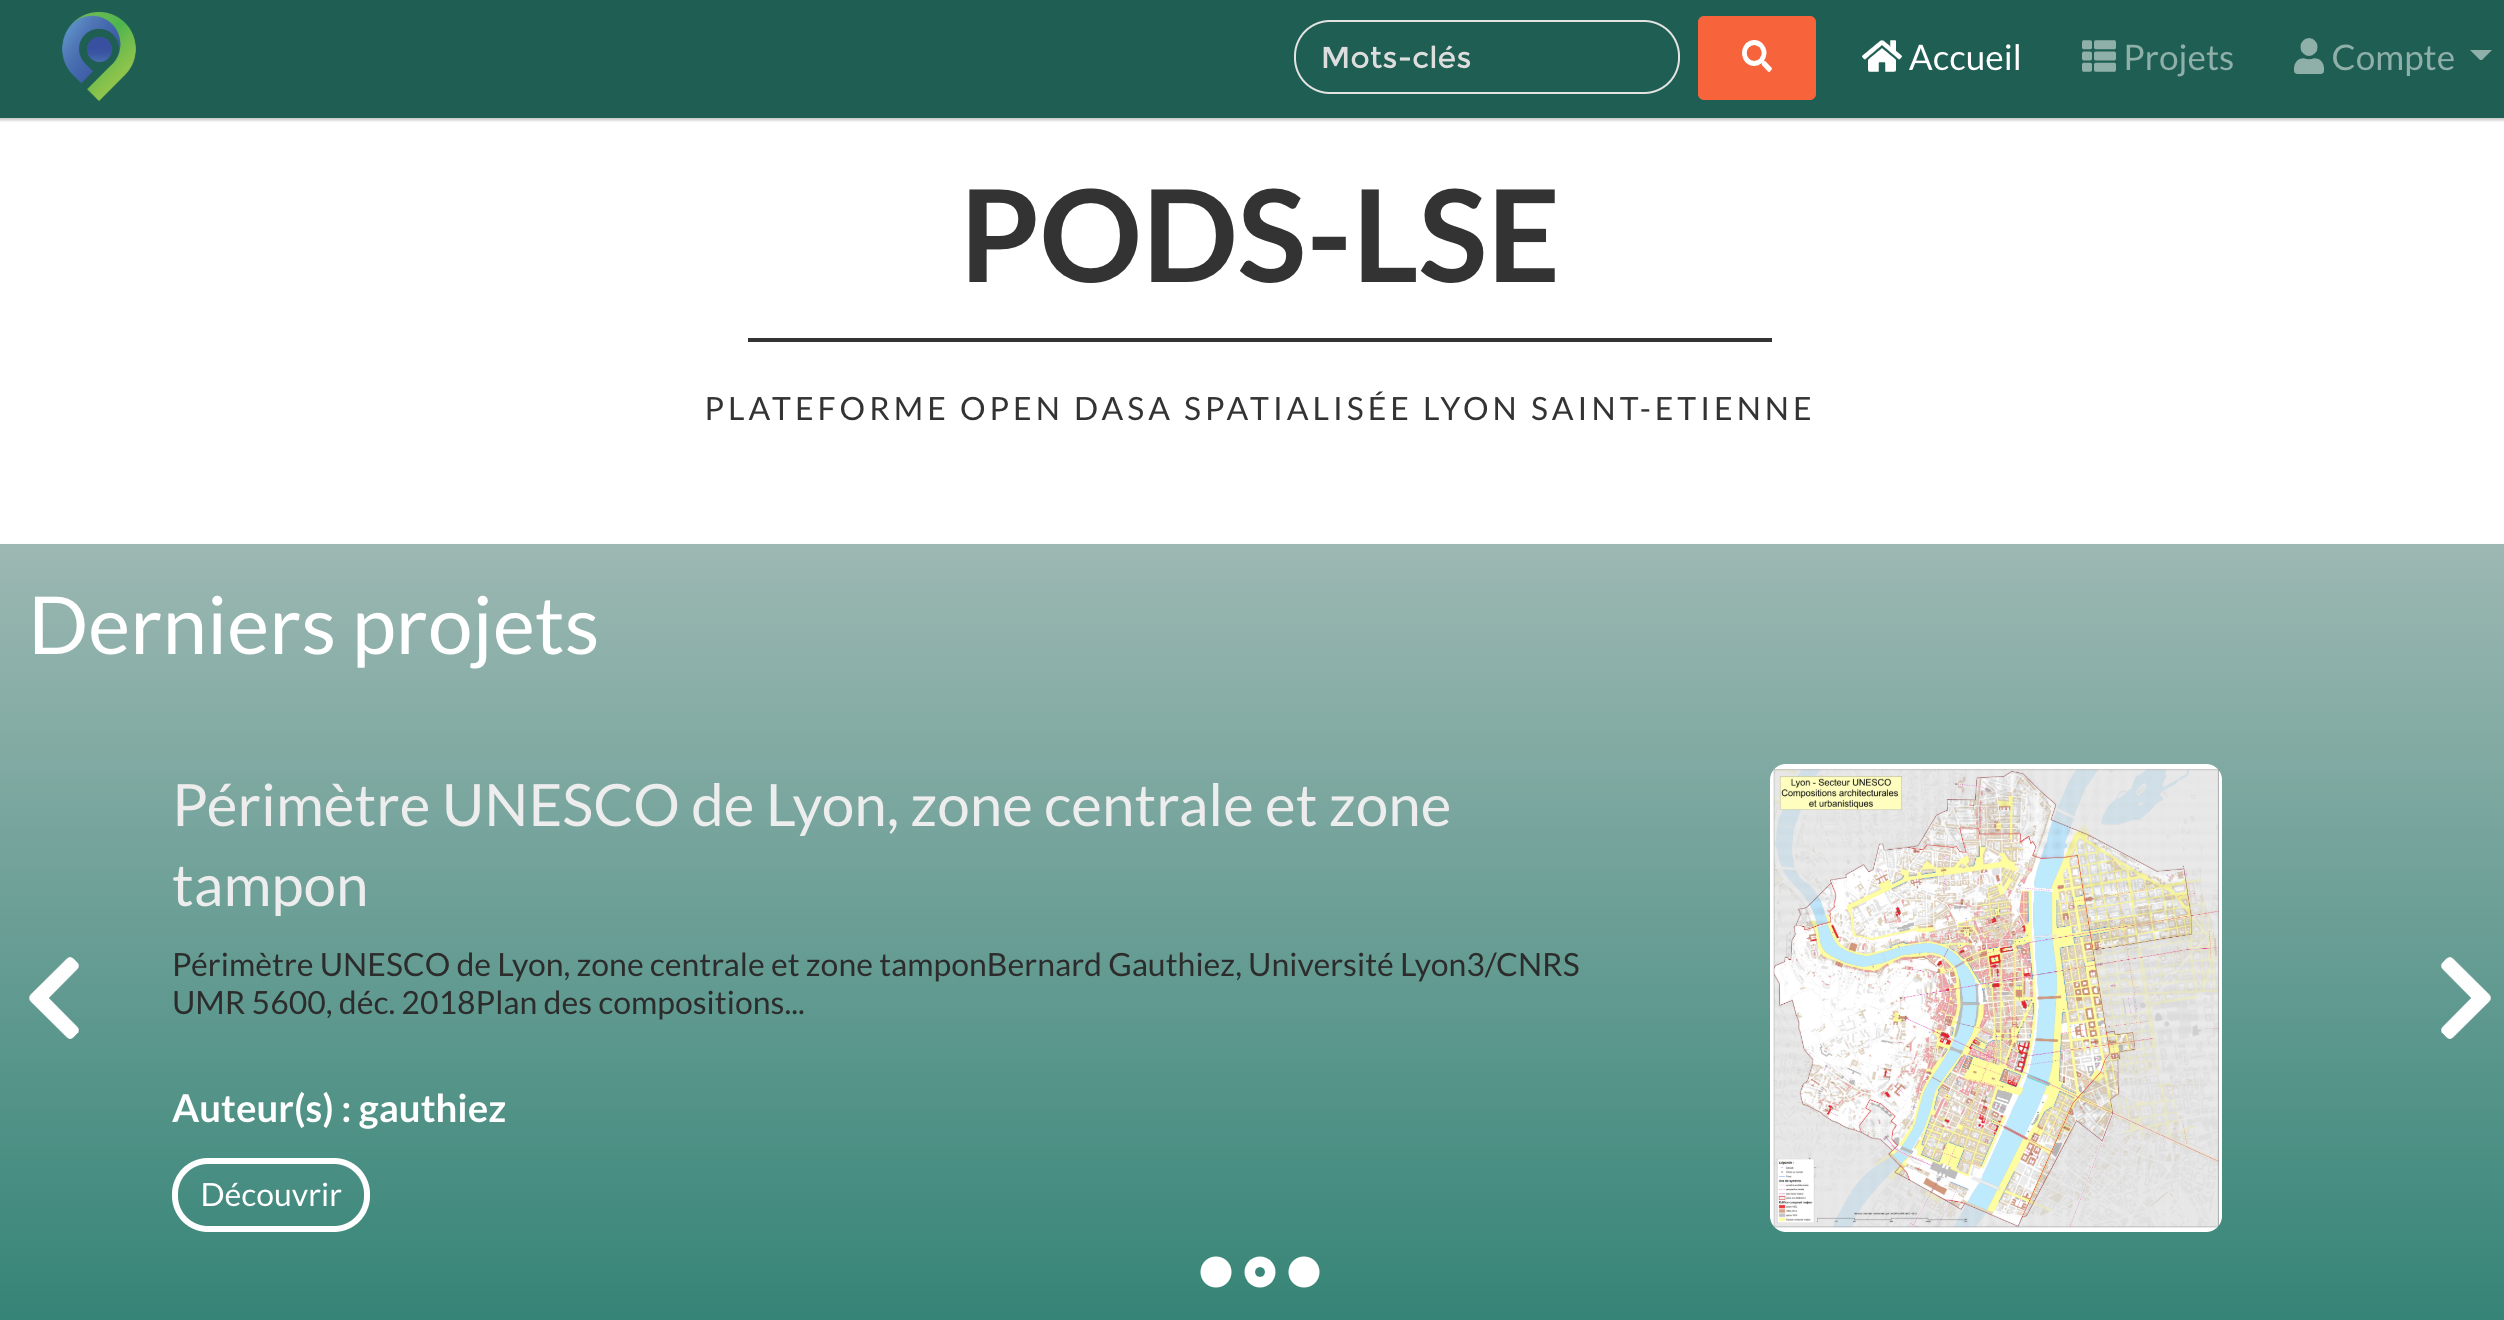 Mots-clés
Accueil
Projets
Compte
PODS-LSE
PLATEFORME OPEN DASA SPATIALISÉE LYON SAINT-ETIENNE
Derniers projets
Périmètre UNESCO de Lyon, zone centrale et zone
tampon
Périmètre UNESCO de Lyon, zone centrale et zone tamponBernard Gauthiez, Université Lyon3/CNRS
UMR 5600, déc. 2018Plan des compositions...
Auteur(s) : gauthiez
Découvrir
Lyon - Secteur UNESCO
Compositions architecturales
et urbanistiques